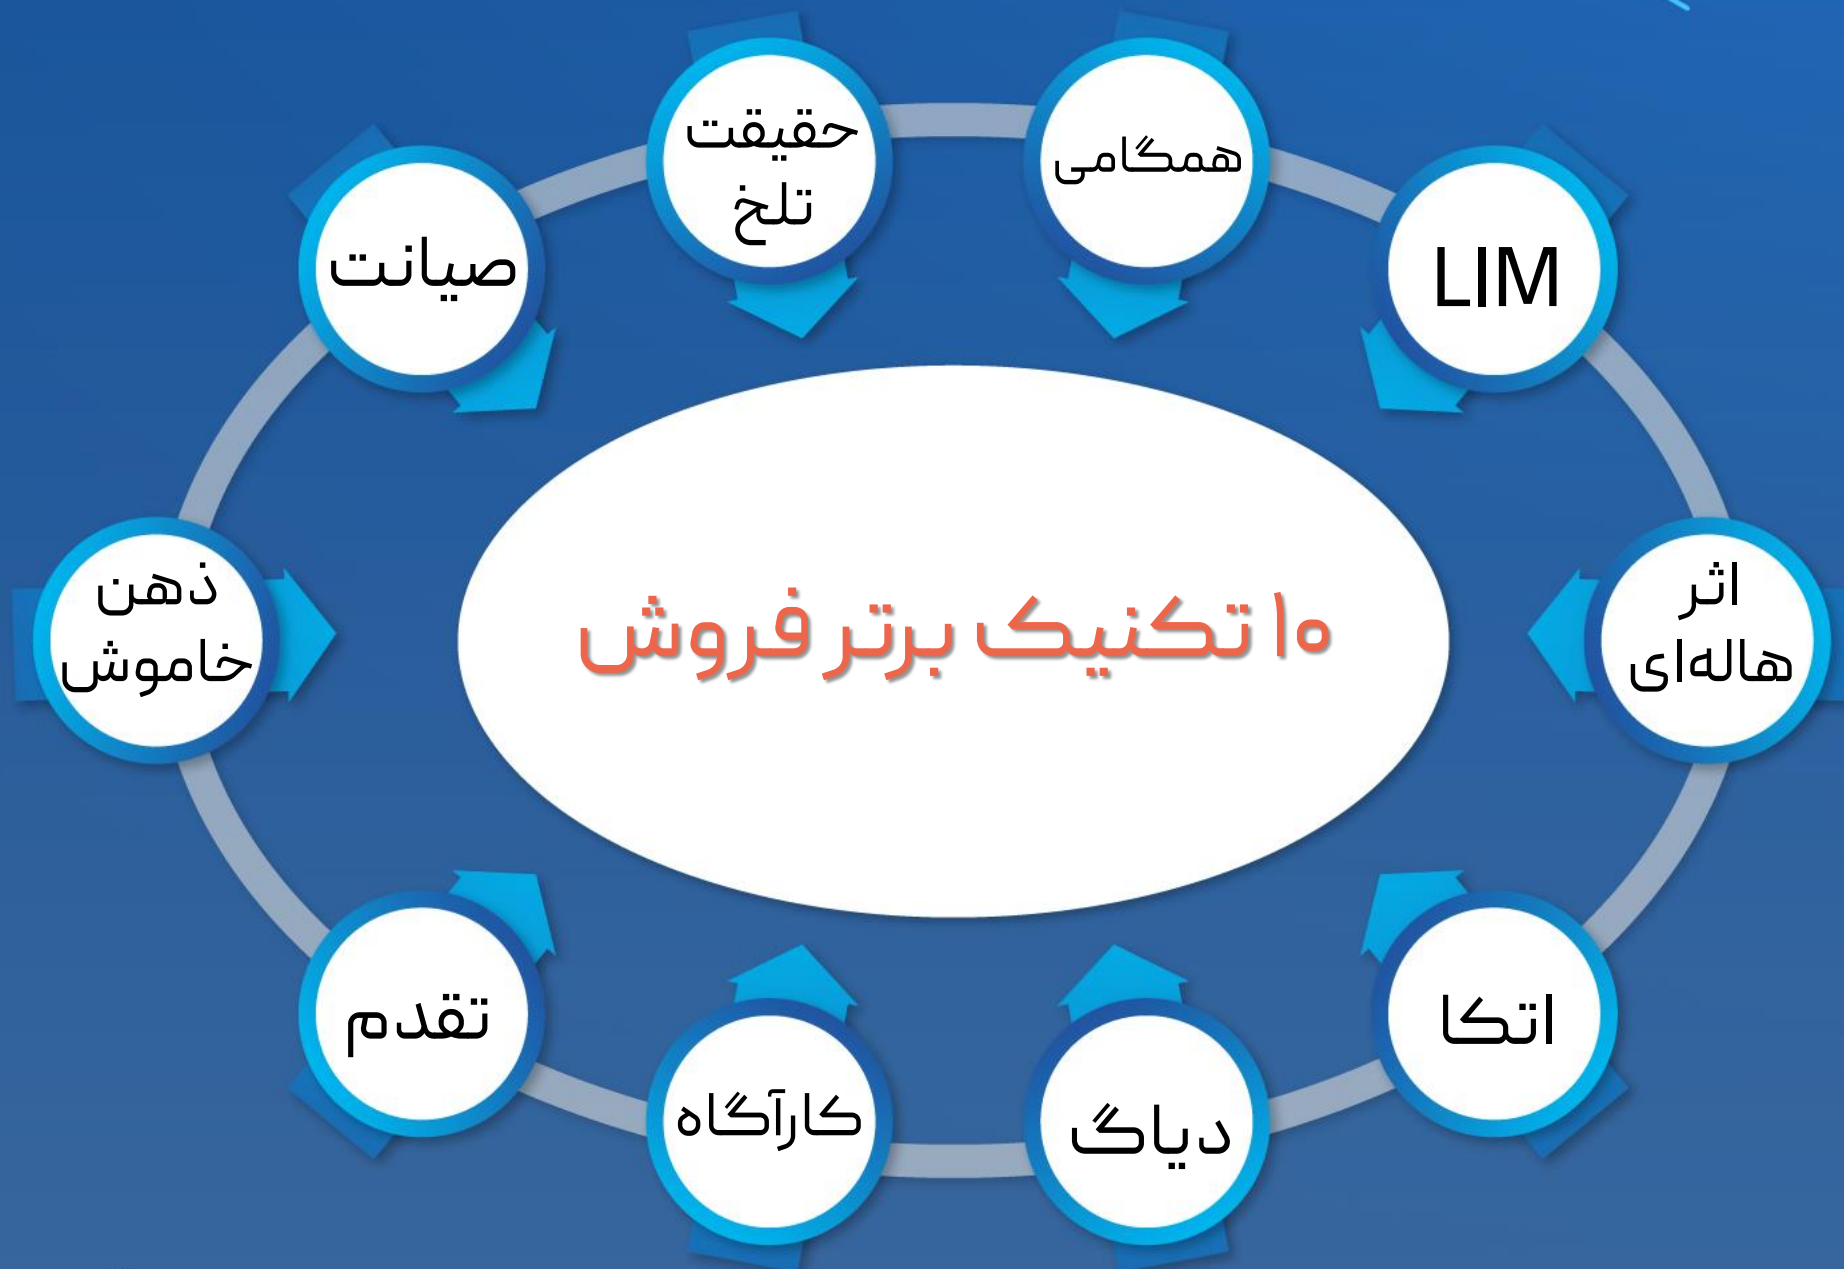 ۱۰ تکنیک برتر فروش
همگامی
LIM
اثر
هاله‌ای
اتکا
دیاگ
کارآگاه
تقدم
ذهن
خاموش
صیانت
حقیقت
تلخ